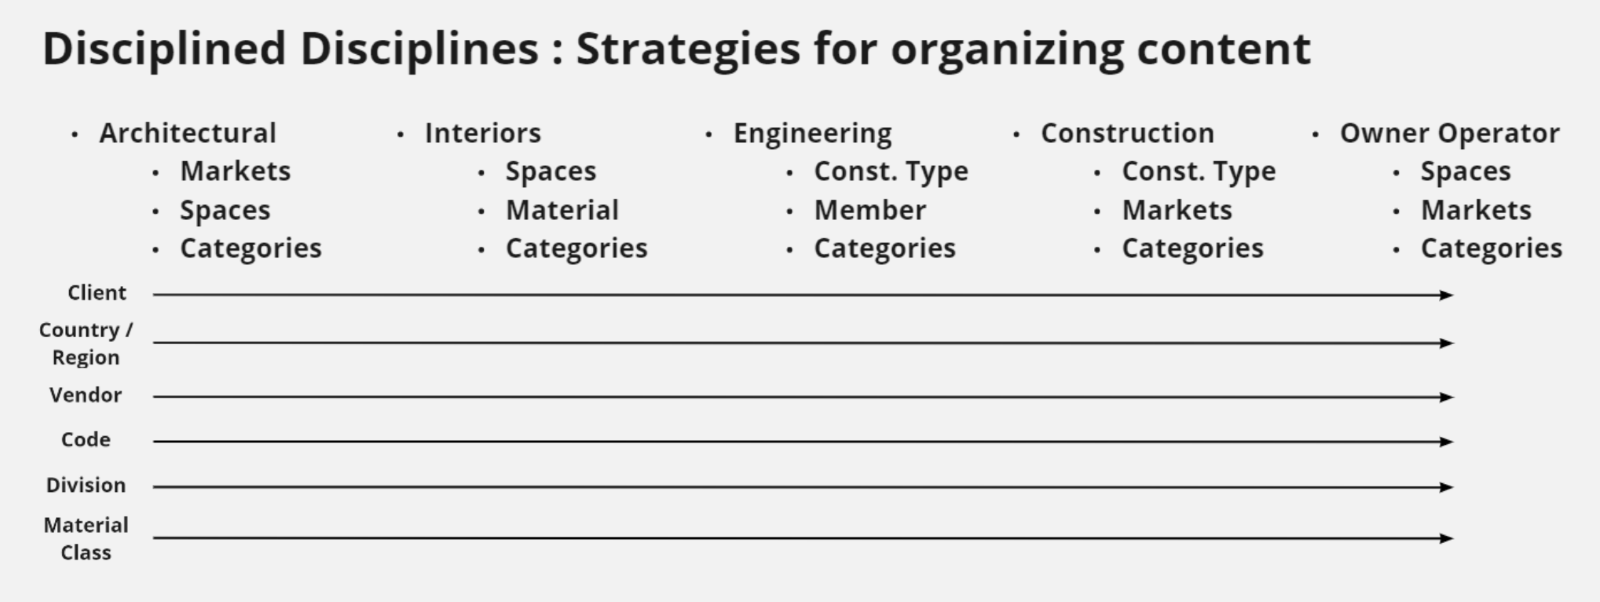 Disciplined Disciplines : Strategies for organizing content
• Architectural
• Markets
• Spaces
• Categories
• Interiors
• Spaces
• Material
• Categories
• Engineering
• Const. Type
• Member
• Categories
• Construction
• Const. Type
• Markets
• Categories
• Owner Operator
• Spaces
• Markets
• Categories
Client
Country /
Region
Vendor
Code
Division
Material
Class